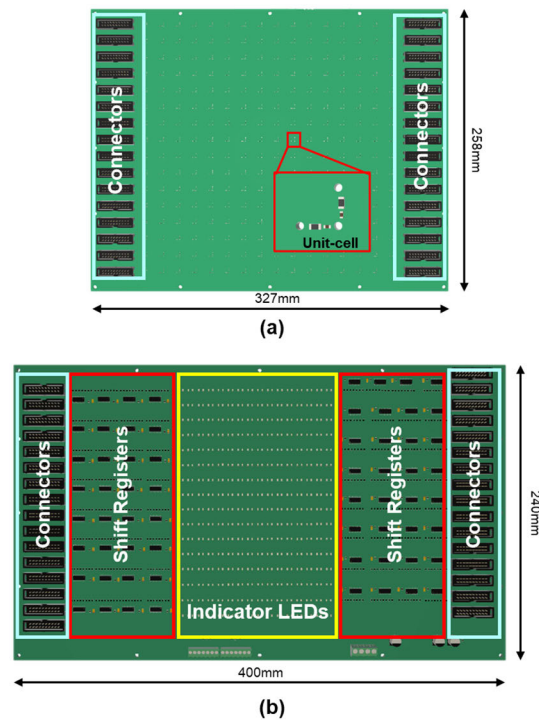 Connectors
Connectors
Unit-cell
258mm
327mm
(a)
Connectors
Shift Registers
Indicator LEDs
Shift Registers
Connectors
240mm
400mm
(b)